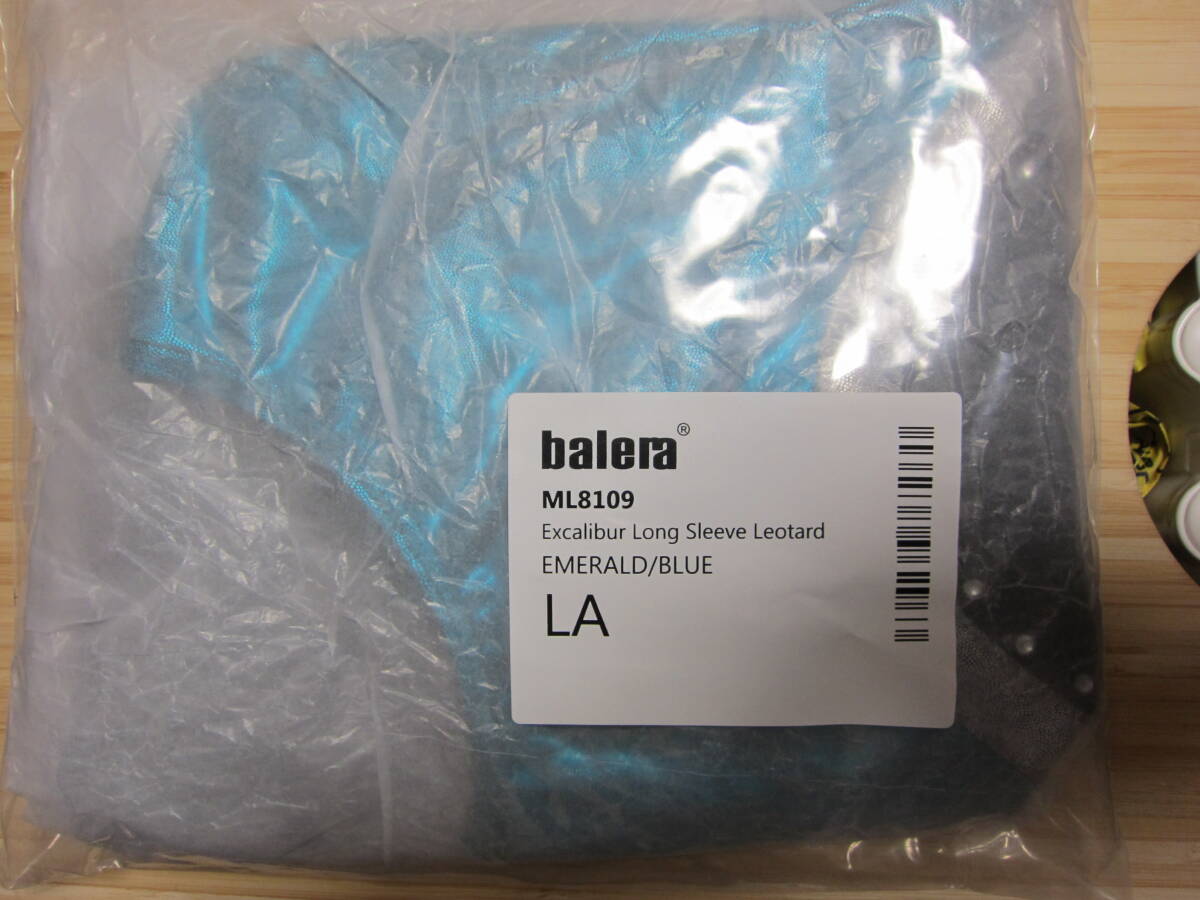 balera®
ML8109
Excalibur Long Sleeve Leotard
EMERALD/BLUE
LA